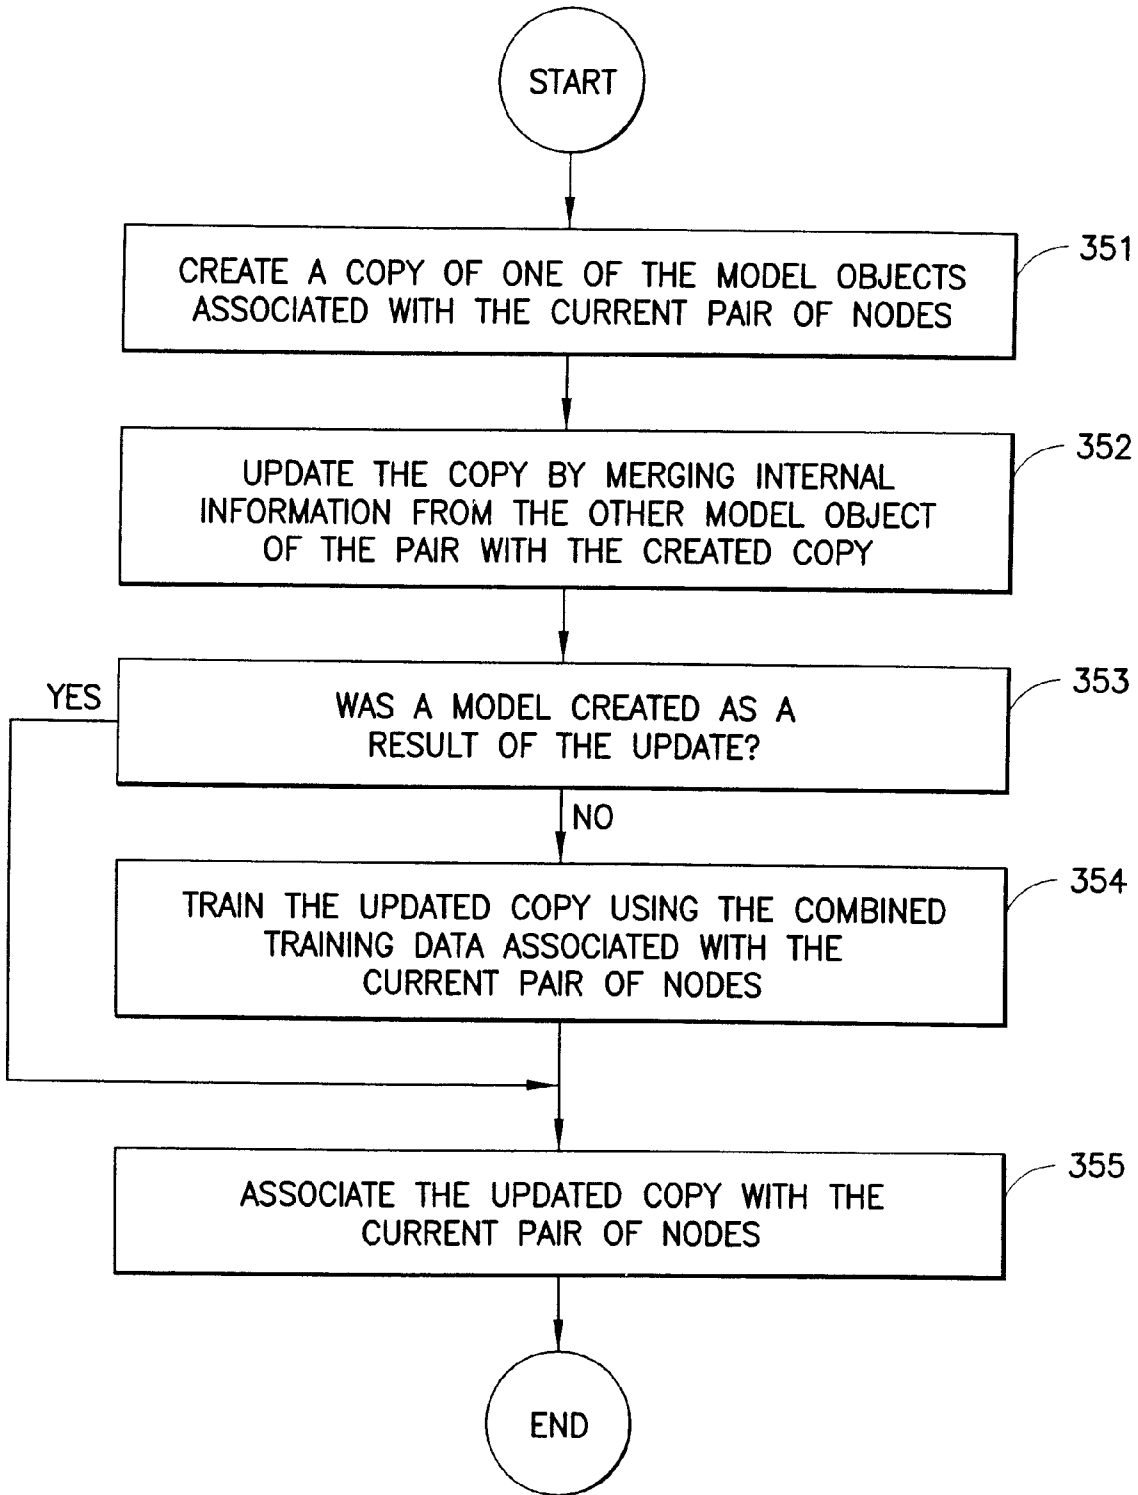 START
CREATE A COPY OF ONE OF THE MODEL OBJECTS
ASSOCIATED WITH THE CURRENT PAIR OF NODES
351
UPDATE THE COPY BY MERGING INTERNAL
INFORMATION FROM THE OTHER MODEL OBJECT
OF THE PAIR WITH THE CREATED COPY
352
YES
WAS A MODEL CREATED AS A
RESULT OF THE UPDATE?
353
NO
TRAIN THE UPDATED COPY USING THE COMBINED
TRAINING DATA ASSOCIATED WITH THE
CURRENT PAIR OF NODES
354
ASSOCIATE THE UPDATED COPY WITH THE
CURRENT PAIR OF NODES
355
END